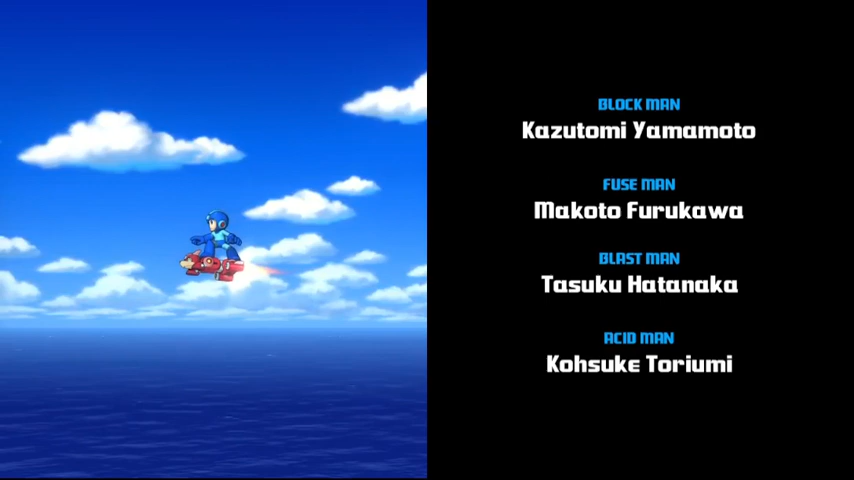 BLOCK MAN
Kazutomi Yamamoto
FUSE MAN
Makoto Furukawa
BLAST MAN
Tasuku Hatanaka
ACID MAN
Kohsuke Toriumi